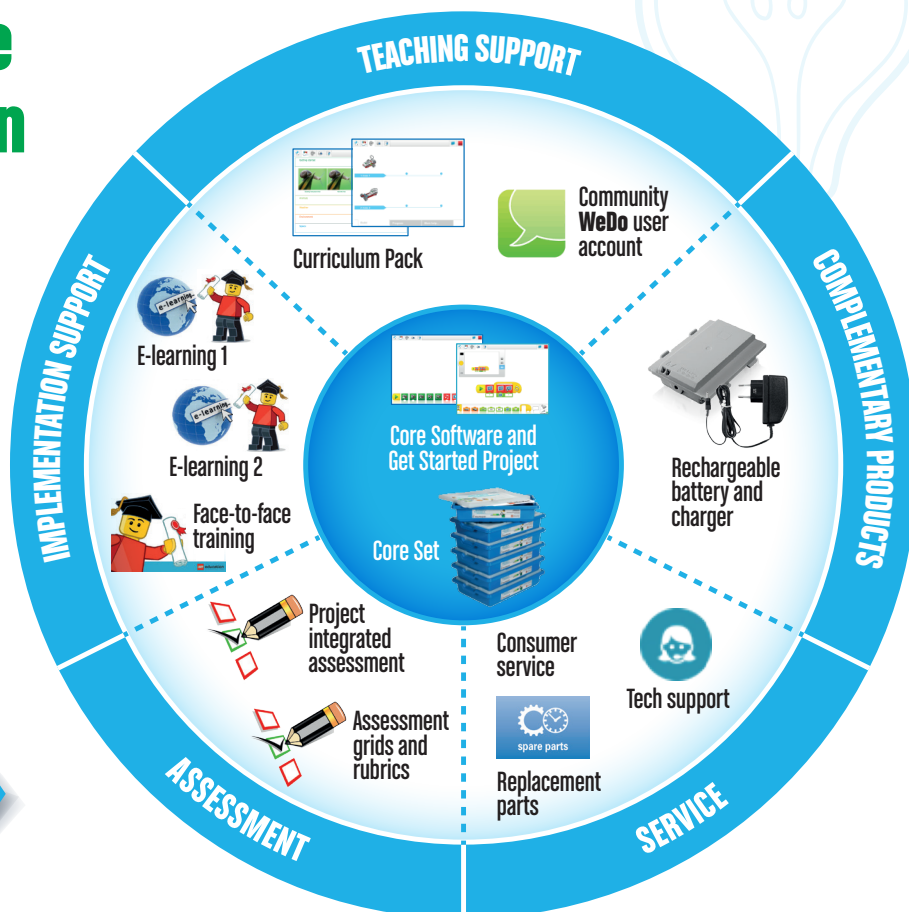 e
n
TEACHING SUPPORT
Curriculum Pack
Community
WeDo user
account
COMPLEMENTARY PRODUCTS
Rechargeable
battery and
charger
IMPLEMENTATION SUPPORT
e-learning
E-learning 1
e-learning
E-learning 2
Face-to-face
training
Core Software and
Get Started Project
Core Set
Project
integrated
assessment
Assessment
grids and
rubrics
ASSESSMENT
Consumer
service
spare parts
Replacement
parts
Tech support
SERVICE